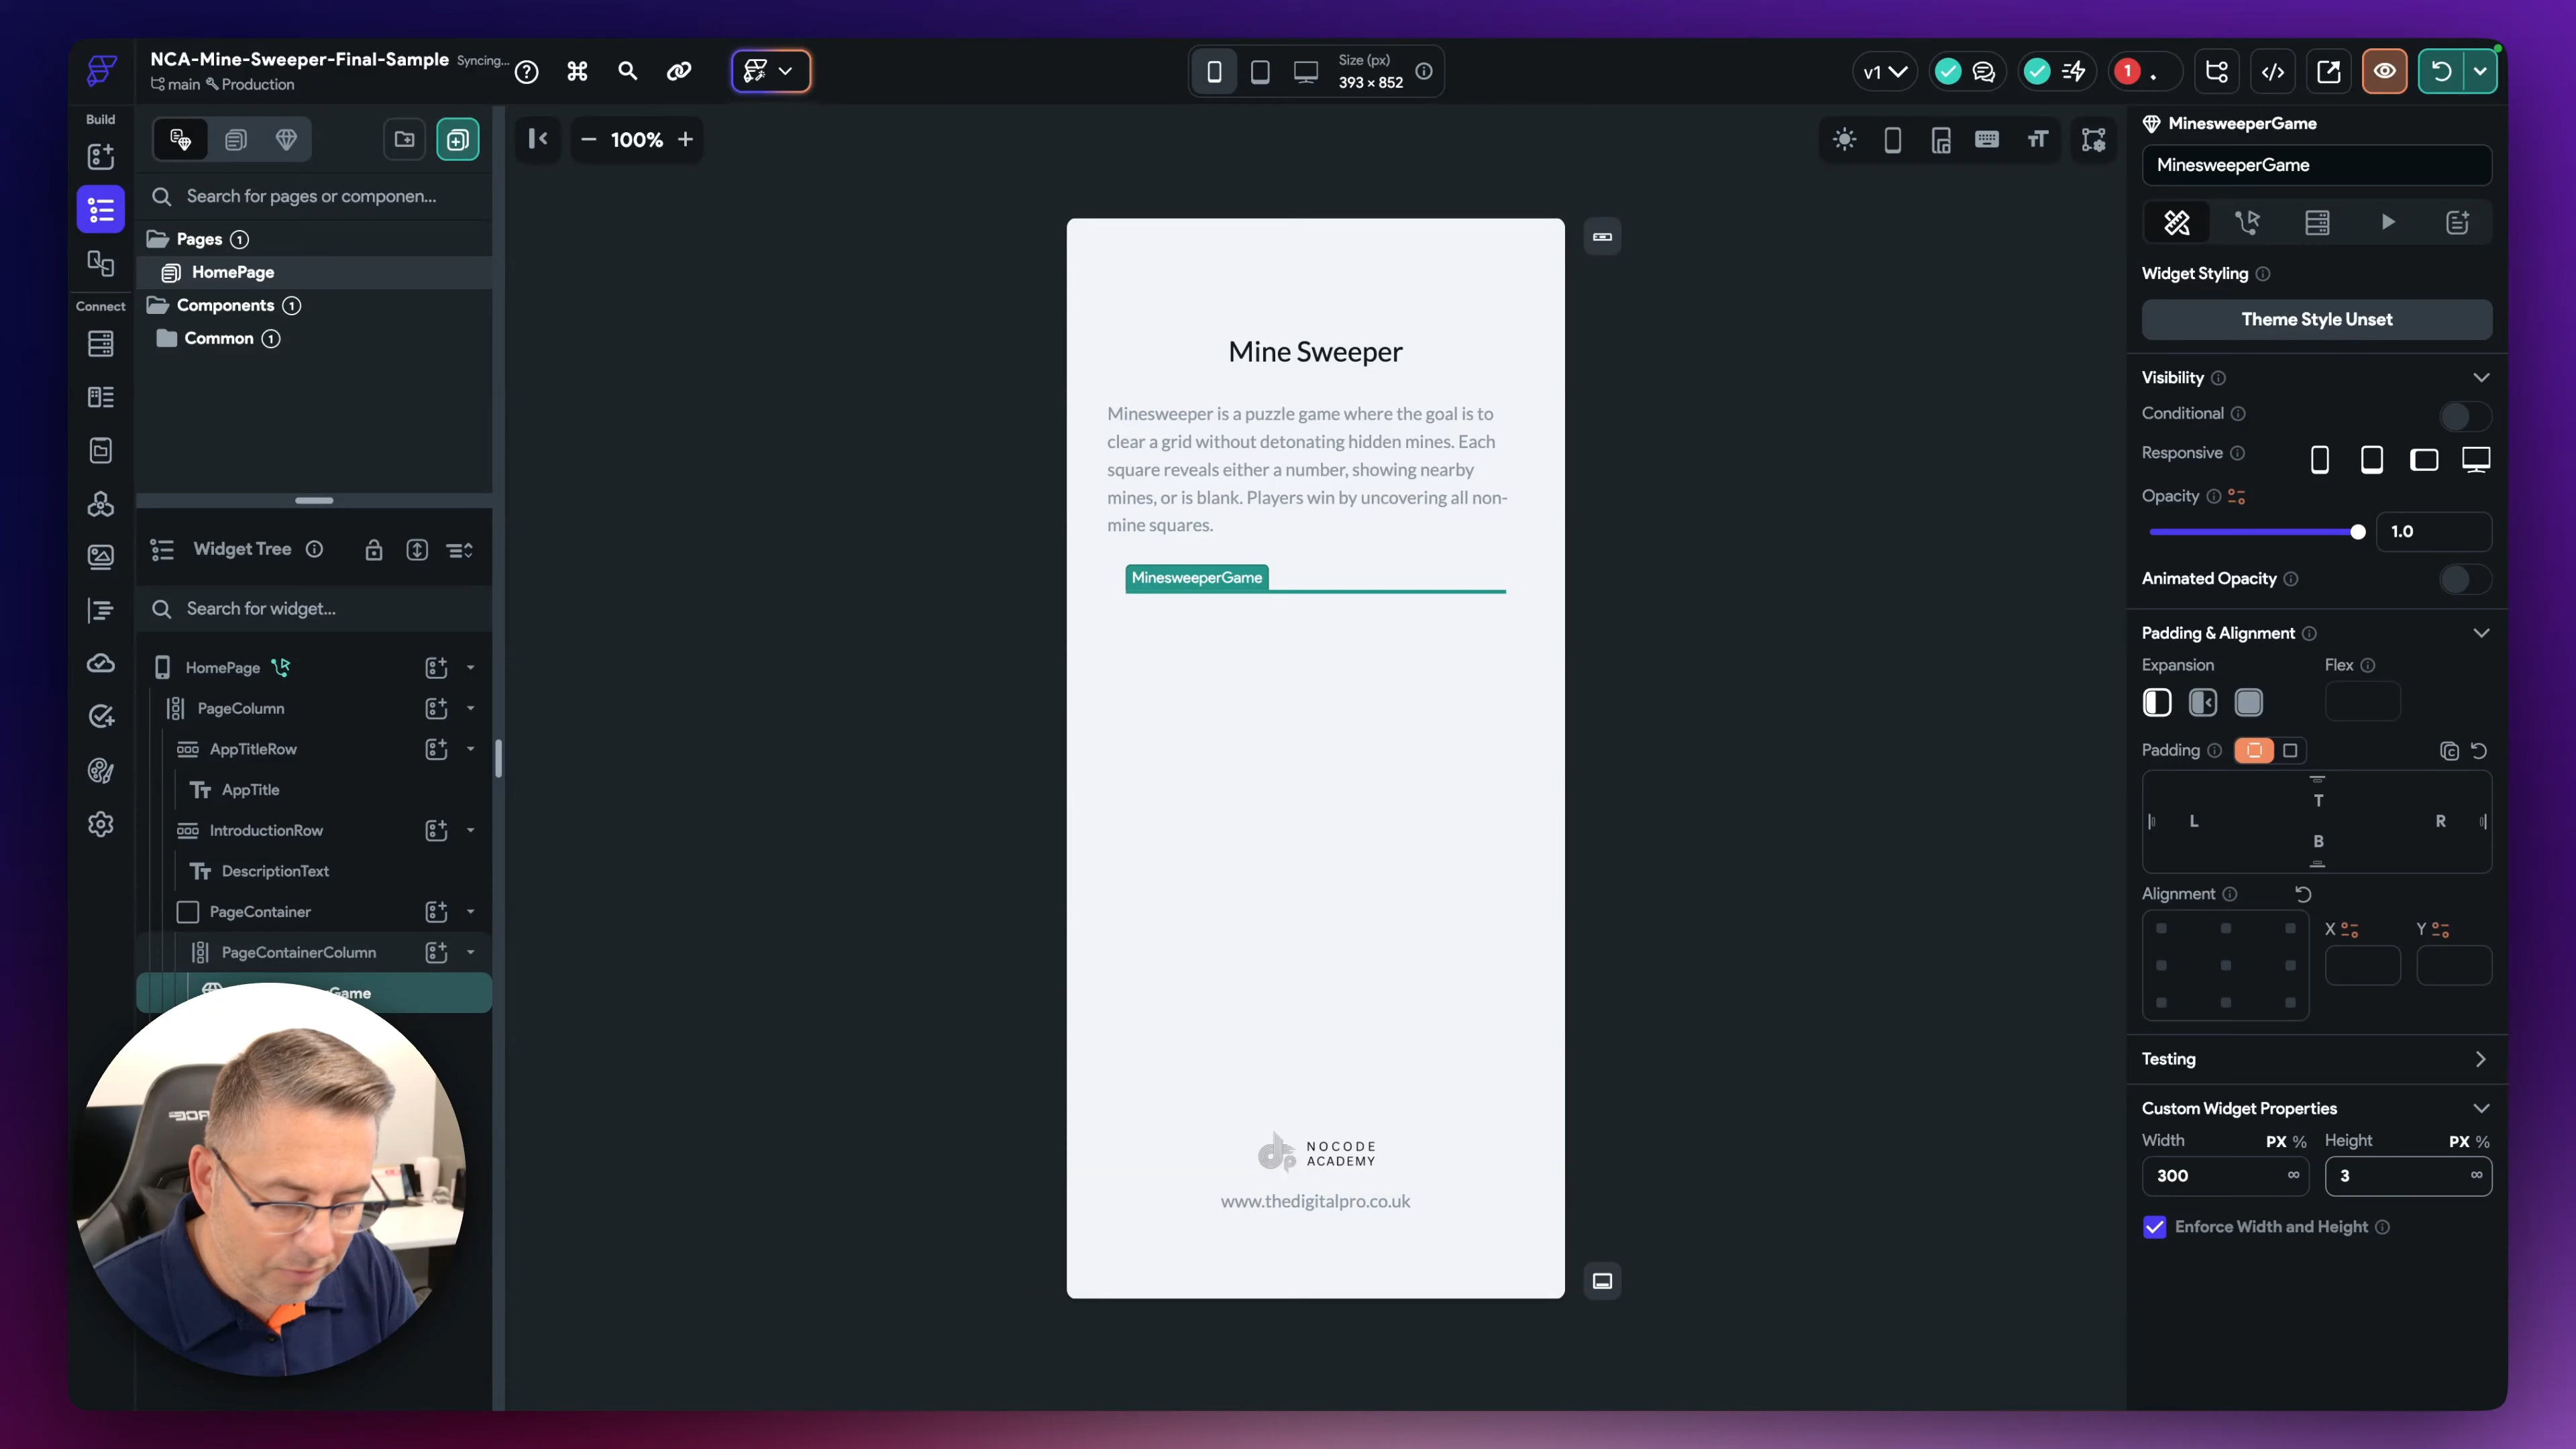 NCA-Mine-Sweeper-Final-Sample Syncing...
main Production
Size (px)
393 × 852
v1
1
Build
Connect
100%
Search for pages or componen...
Pages 1
HomePage
Components 1
Common 1
Widget Tree
Search for widget...
HomePage
PageColumn
AppTitleRow
AppTitle
IntroductionRow
DescriptionText
PageContainer
PageContainerColumn
Game
Mine Sweeper
Minesweeper is a puzzle game where the goal is to
clear a grid without detonating hidden mines. Each
square reveals either a number, showing nearby
mines, or is blank. Players win by uncovering all non-
mine squares.
MinesweeperGame
NOCODE
ACADEMY
www.thedigitalpro.co.uk
MinesweeperGame
MinesweeperGame
Widget Styling
Theme Style Unset
Visibility
Conditional
Responsive
Opacity
1.0
Animated Opacity
Padding & Alignment
Expansion Flex
Padding
T
L R
B
Alignment
X Y
Testing
Custom Widget Properties
Width PX % Height PX %
300 ∞ 3 ∞
Enforce Width and Height